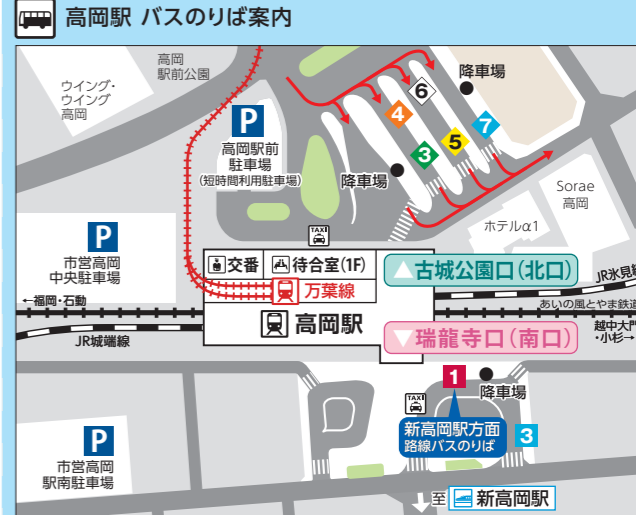 高岡駅 バスのりば案内
高岡
駅前公園
ウイング・
ウイング
高岡
P
高岡駅前
駐車場
(短時間利用駐車場)
降車場
6
4
7
5
3
降車場
Sorae
高岡
ホテルα1
TAXI
P
市営高岡
中央駐車場
交番
待合室(1F)
万葉線
高岡駅
▲古城公園口(北口)
▼瑞龍寺口(南口)
JR氷見線
あいの風とやま鉄道
←福岡・石動
JR城端線
越中大門
・小杉→
1
降車場
TAXI
新高岡駅方面
路線バスのりば
3
P
市営高岡
駅南駐車場
至 新高岡駅